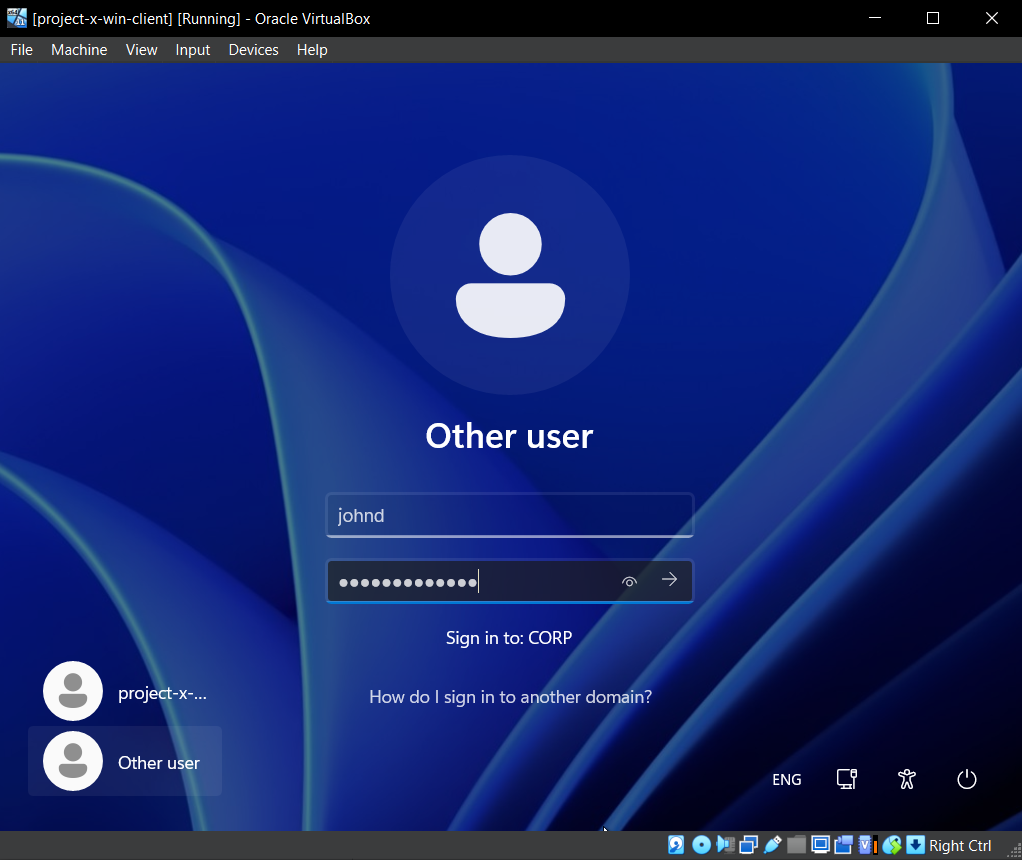 [project-x-win-client] [Running] - Oracle VirtualBox
File Machine View Input Devices Help
Other user
johnd
●●●●●●●●●●●●●
Sign in to: CORP
How do I sign in to another domain?
project-x-...
Other user
ENG
Right Ctrl